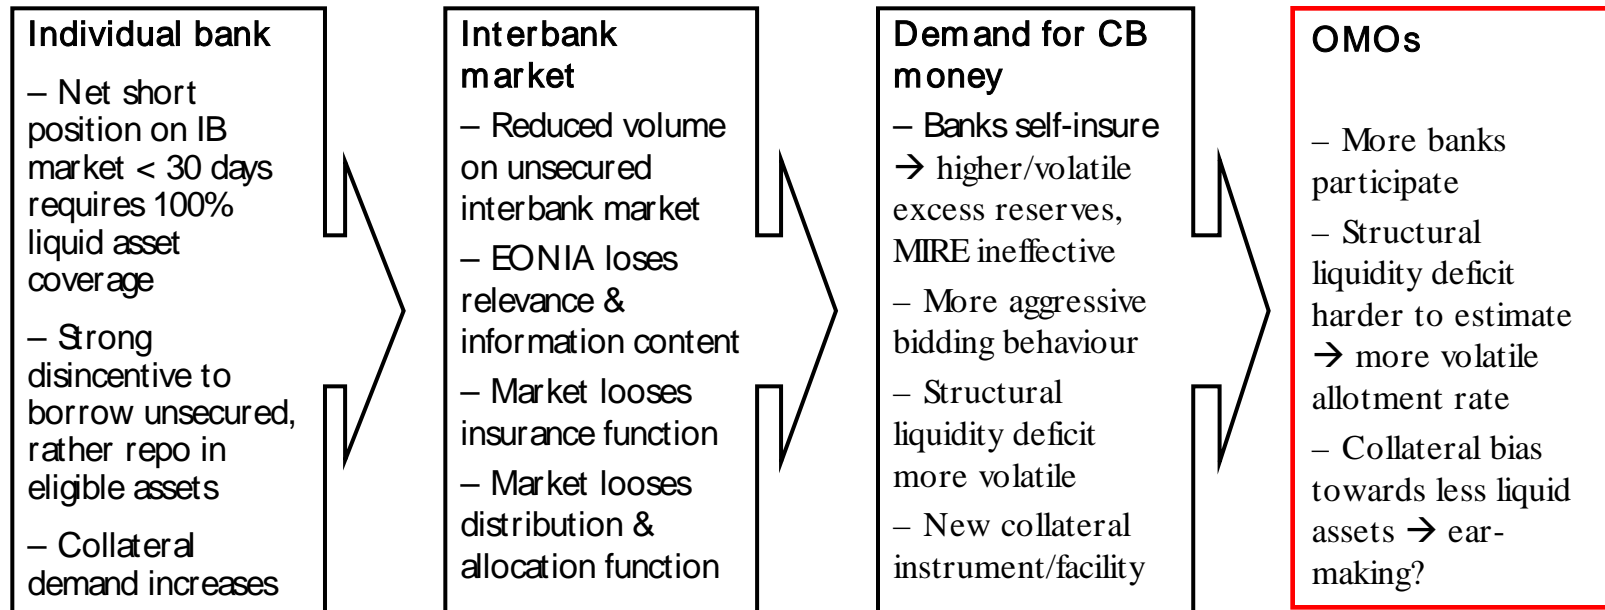 Individual bank
– Net short
position on IB
market < 30 days
requires 100%
liquid asset
coverage
– Strong
disincentive to
borrow unsecured,
rather repo in
eligible assets
– Collateral
demand increases
Interbank
market
– Reduced volume
on unsecured
interbank market
– EONIA loses
relevance &
information content
– Market looses
insurance function
– Market looses
distribution &
allocation function
Demand for CB
money
– Banks self-insure
→ higher/volatile
excess reserves,
MIRE ineffective
– More aggressive
bidding behaviour
– Structural
liquidity deficit
more volatile
– New collateral
instrument/facility
OMOs
– More banks
participate
– Structural
liquidity deficit
harder to estimate
→ more volatile
allotment rate
– Collateral bias
towards less liquid
assets → ear-
making?